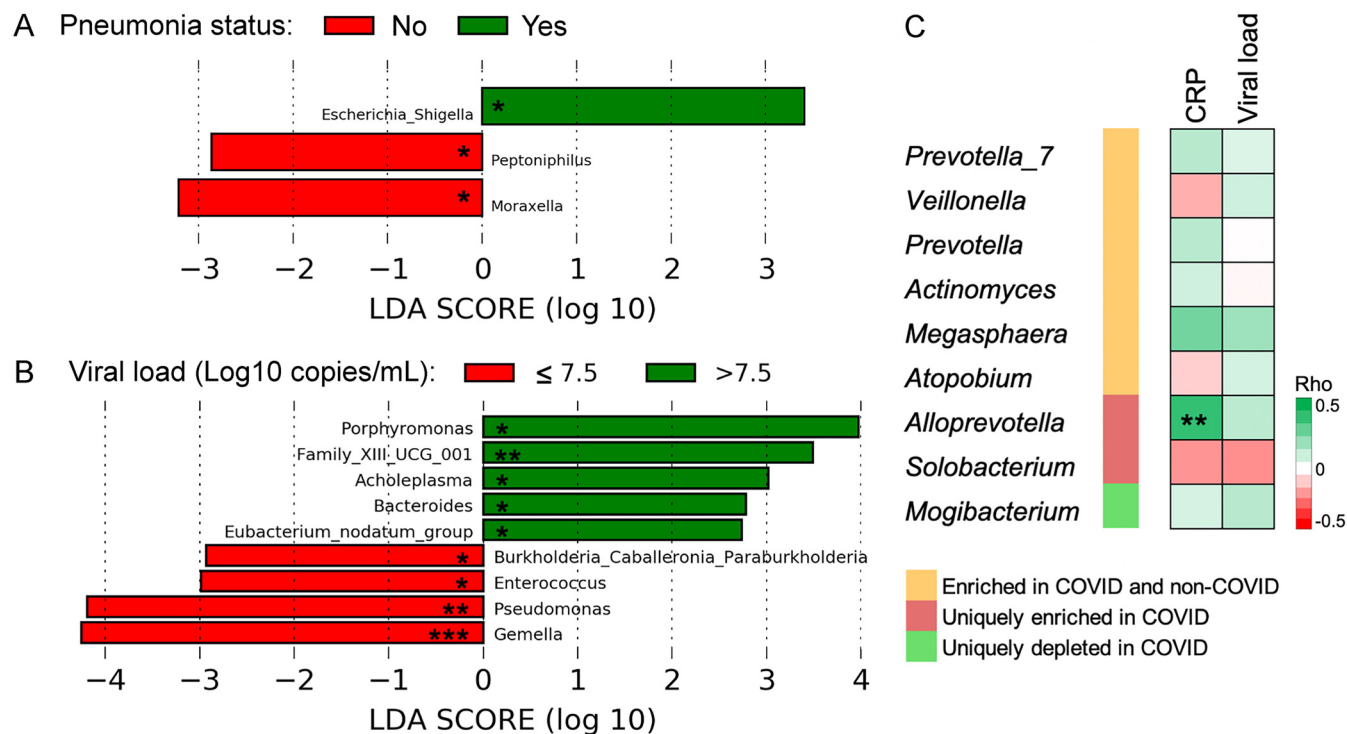 A Pneumonia status: No Yes
Escherichia_Shigella *
* Peptoniphilus
* Moraxella
−3 −2 −1 0 1 2 3
LDA SCORE (log 10)
B Viral load (Log10 copies/mL): ≤ 7.5 >7.5
Porphyromonas *
Family_XIII_UCG_001 **
Acholeplasma *
Bacteroides *
Eubacterium_nodatum_group *
* Burkholderia_Caballeronia_Paraburkholderia
* Enterococcus
** Pseudomonas
*** Gemella
−4 −3 −2 −1 0 1 2 3 4
LDA SCORE (log 10)
C
CRP
Viral load
Prevotella_7
Veillonella
Prevotella
Actinomyces
Megasphaera
Atopobium
Alloprevotella **
Solobacterium
Mogibacterium
Rho
0.5
0
-0.5
Enriched in COVID and non-COVID
Uniquely enriched in COVID
Uniquely depleted in COVID